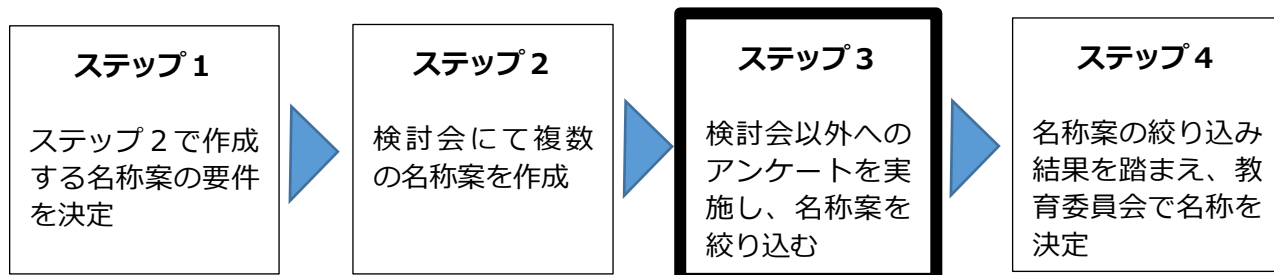 ステップ1
ステップ2で作成
する名称案の要件
を決定
ステップ2
検討会にて複数
の名称案を作成
ステップ3
検討会以外への
アンケートを実
施し、名称案を
絞り込む
ステップ4
名称案の絞り込み
結果を踏まえ、教
育委員会で名称を
決定